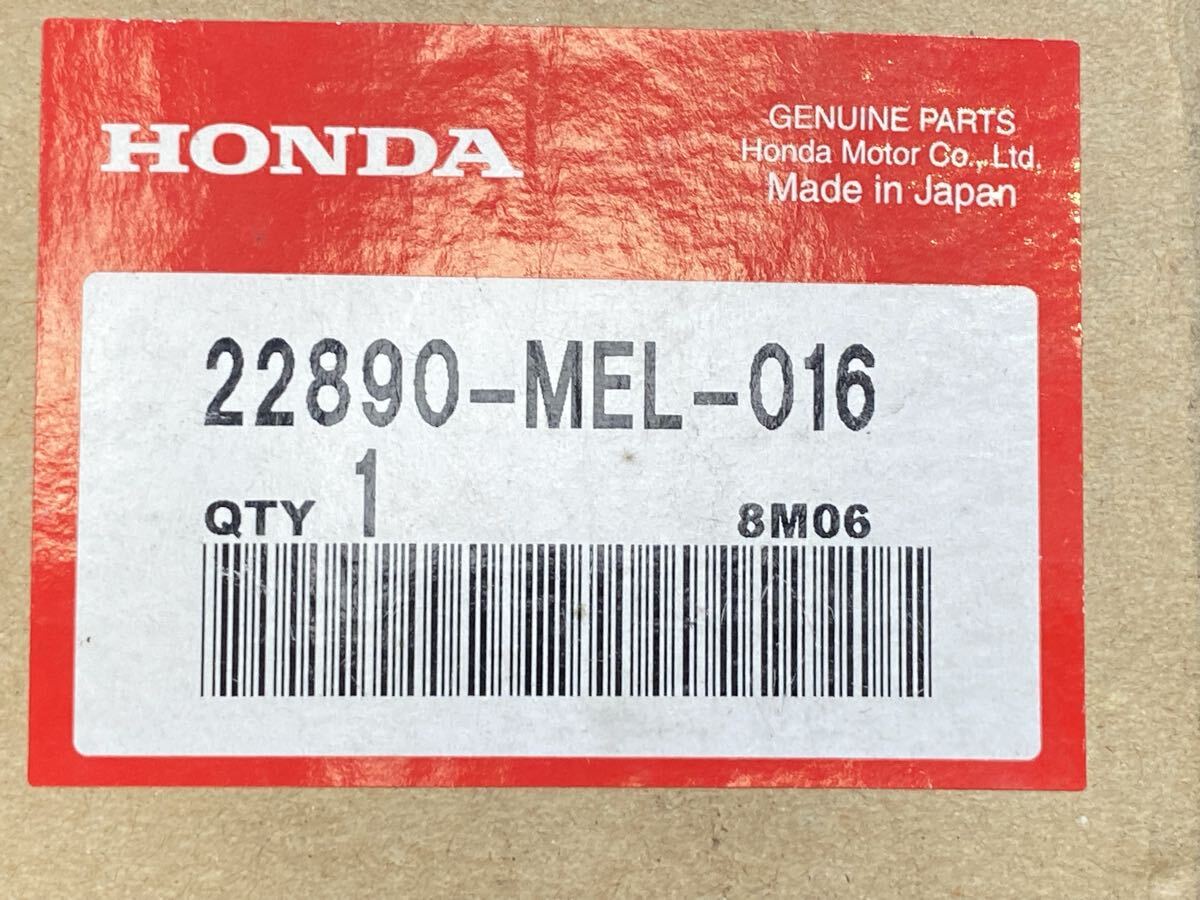 HONDA
GENUINE PARTS
Honda Motor Co., Ltd.
Made in Japan
22890-MEL-016
QTY 1 8M06